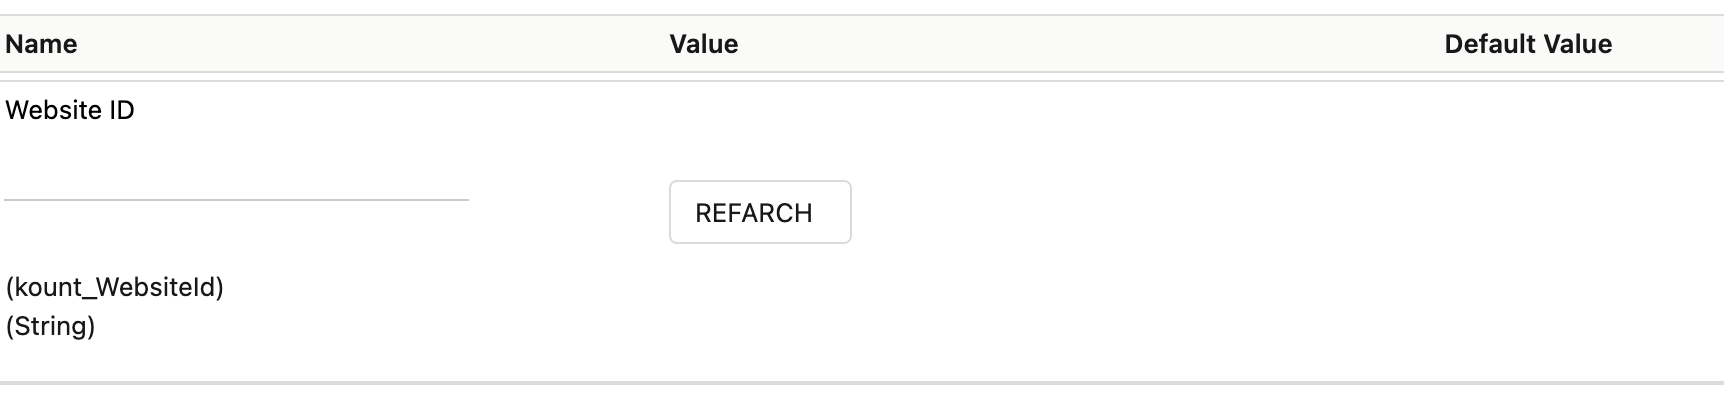 Name Value Default Value
Website ID
REFARCH
(kount_WebsiteId)
(String)